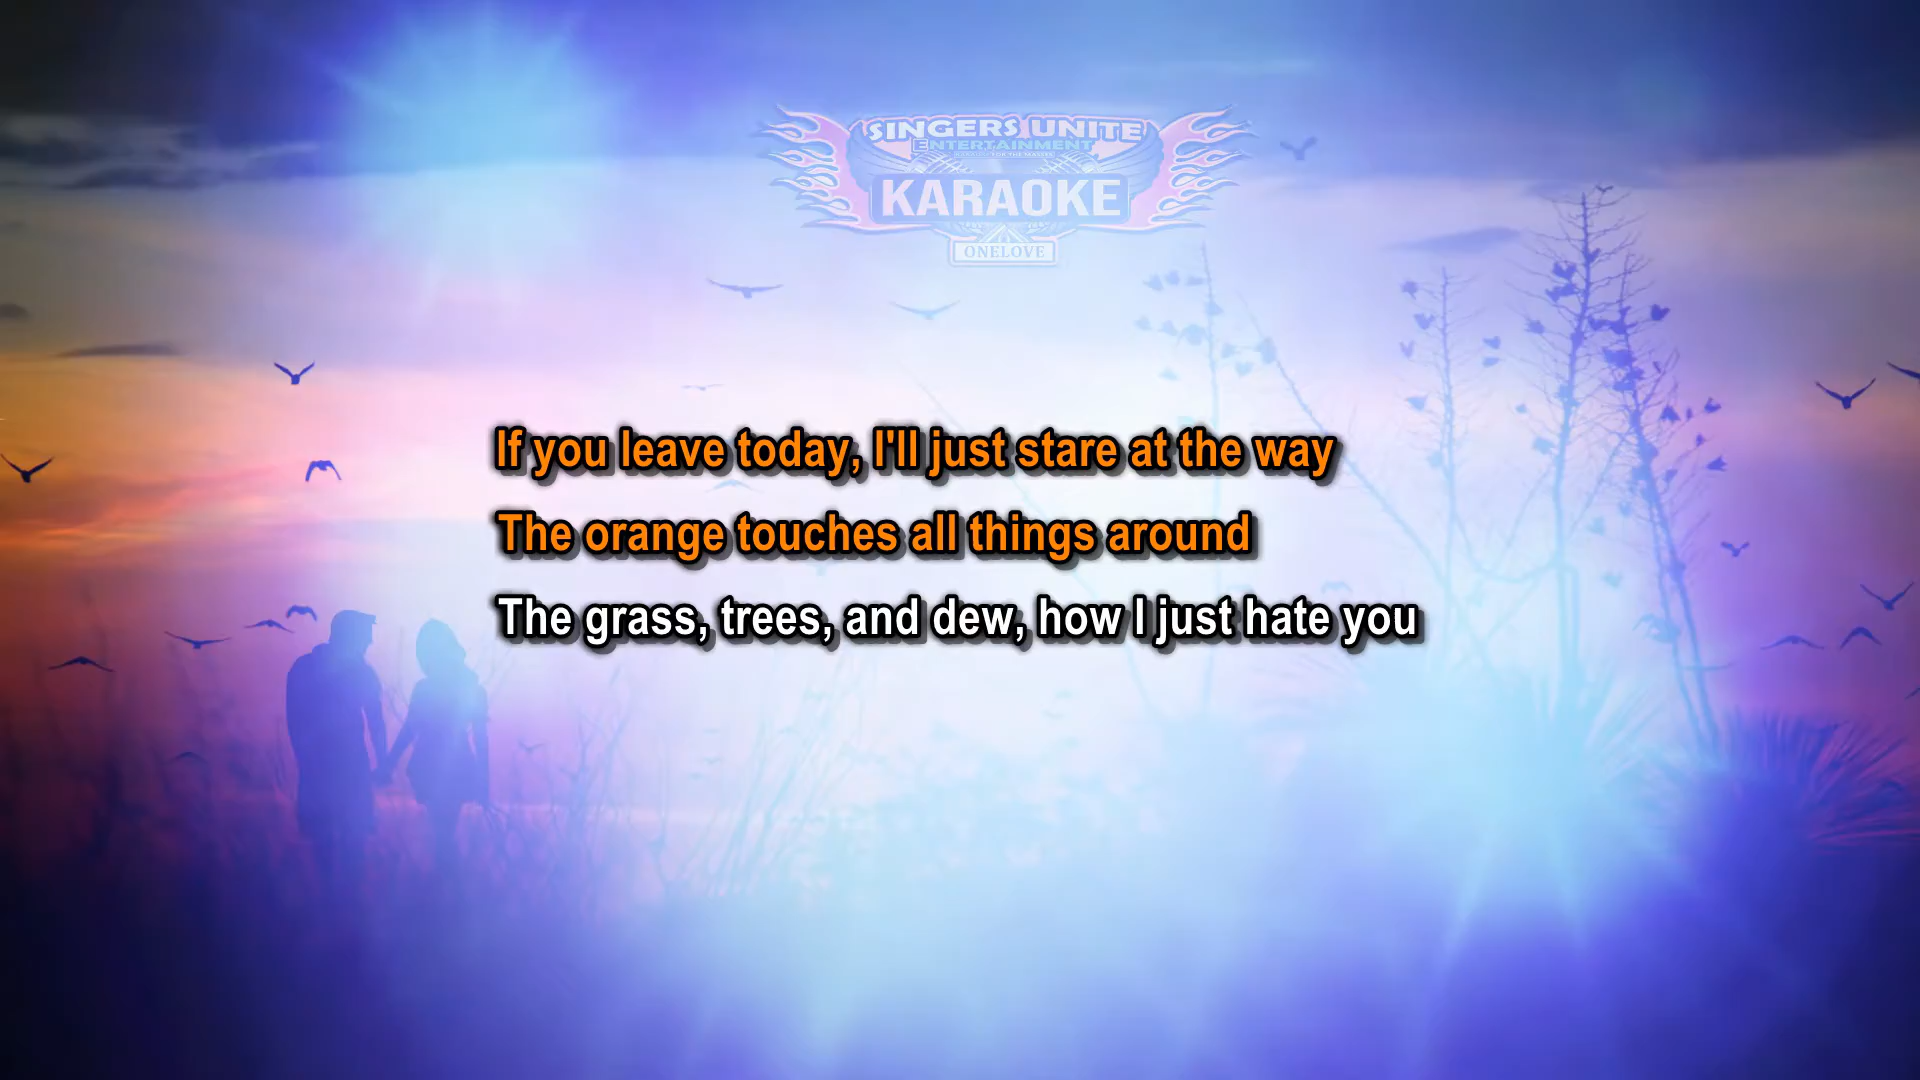 SINGERS UNITE
ENTERTAINMENT
KARAOKE
ONELOVE
If you leave today, I'll just stare at the way
The orange touches all things around
The grass, trees, and dew, how I just hate you